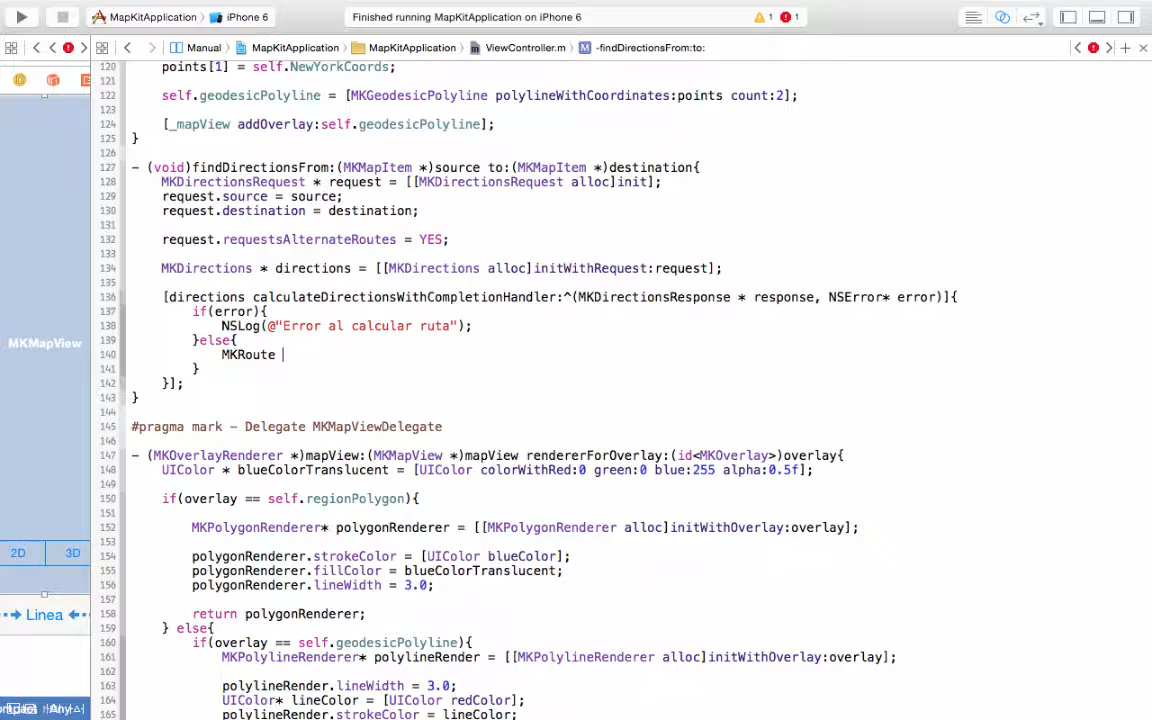 MapKitApplication iPhone 6 Finished running MapKitApplication on iPhone 6 1 1
Manual MapKitApplication MapKitApplication ViewController.m M -findDirectionsFrom:to:
120 points[1] = self.NewYorkCoords;
121
122 self.geodesicPolyline = [MKGeodesicPolyline polylineWithCoordinates:points count:2];
123
124 [_mapView addOverlay:self.geodesicPolyline];
125 }
126
127 - (void)findDirectionsFrom:(MKMapItem *)source to:(MKMapItem *)destination{
128 MKDirectionsRequest * request = [[MKDirectionsRequest alloc]init];
129 request.source = source;
130 request.destination = destination;
131
132 request.requestsAlternateRoutes = YES;
133
134 MKDirections * directions = [[MKDirections alloc]initWithRequest:request];
135
136 [directions calculateDirectionsWithCompletionHandler:^(MKDirectionsResponse * response, NSError* error)]{
137 if(error){
138 NSLog(@"Error al calcular ruta");
139 }else{
140 MKRoute
141 }
142 }];
143 }
144
145 #pragma mark - Delegate MKMapViewDelegate
146
147 - (MKOverlayRenderer *)mapView:(MKMapView *)mapView rendererForOverlay:(id<MKOverlay>)overlay{
148 UIColor * blueColorTranslucent = [UIColor colorWithRed:0 green:0 blue:255 alpha:0.5f];
149
150 if(overlay == self.regionPolygon){
151
152 MKPolygonRenderer* polygonRenderer = [[MKPolygonRenderer alloc]initWithOverlay:overlay];
153
154 polygonRenderer.strokeColor = [UIColor blueColor];
155 polygonRenderer.fillColor = blueColorTranslucent;
156 polygonRenderer.lineWidth = 3.0;
157
158 return polygonRenderer;
159 } else{
160 if(overlay == self.geodesicPolyline){
161 MKPolylineRenderer* polylineRender = [[MKPolylineRenderer alloc]initWithOverlay:overlay];
162
163 polylineRender.lineWidth = 3.0;
164 UIColor* lineColor = [UIColor redColor];
165 polylineRender.strokeColor = lineColor;
MKMapView
2D 3D
Linea